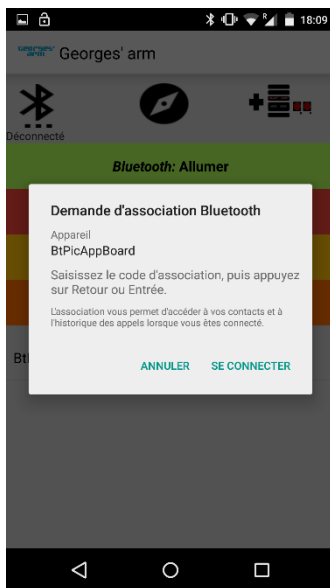 R
18:09
Georges'
arm
Georges' arm
Déconnecté
Bluetooth: Allumer
Demande d'association Bluetooth
Appareil
BtPicAppBoard
Saisissez le code d'association, puis appuyez
sur Retour ou Entrée.
L'association vous permet d'accéder à vos contacts et à
l'historique des appels lorsque vous êtes connecté.
ANNULER SE CONNECTER